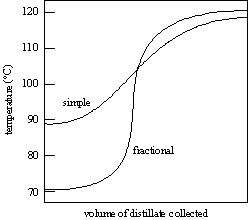 120
110
100
90
80
70
temperature (°C)
simple
fractional
volume of distillate collected